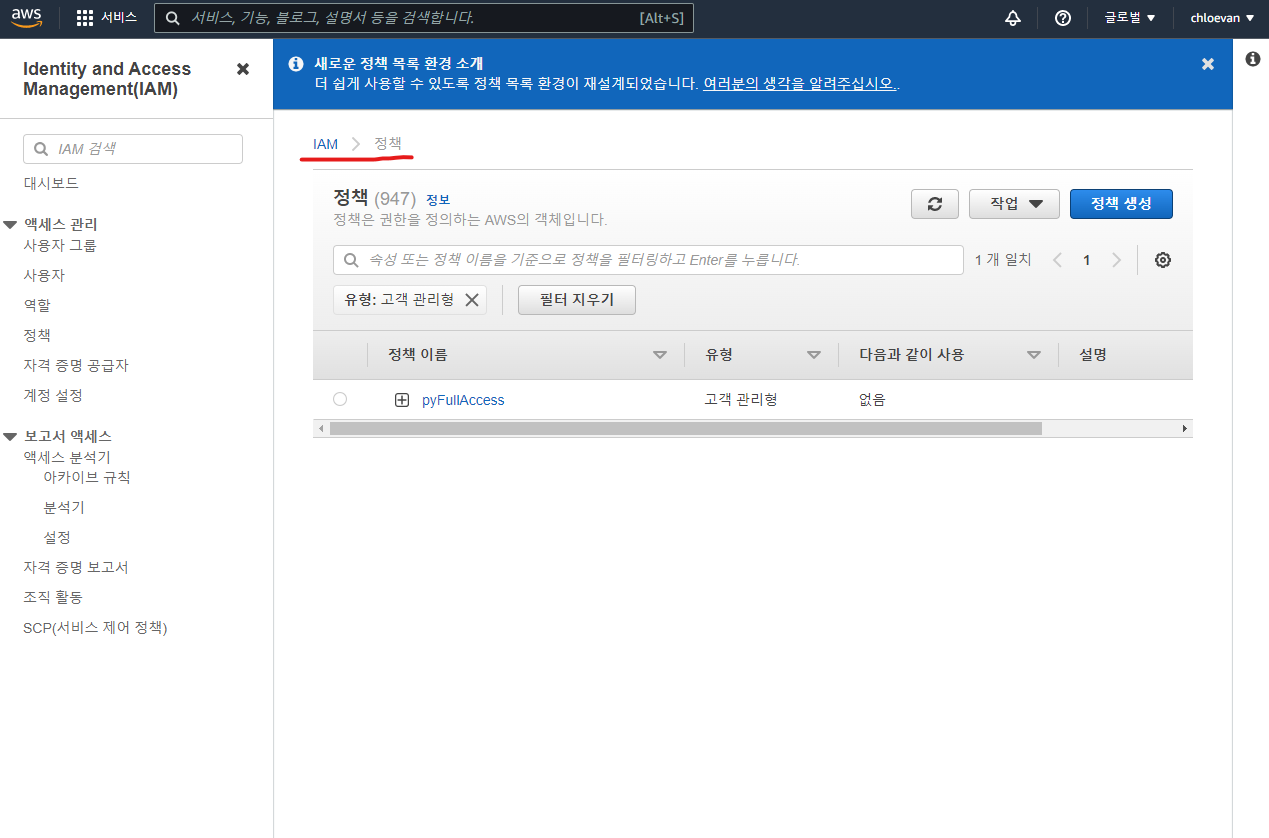 aws
서비스
서비스, 기능, 블로그, 설명서 등을 검색합니다.
[Alt+S]
글로벌
chloevan
Identity and Access
Management(IAM)
IAM 검색
대시보드
액세스 관리
사용자 그룹
사용자
역할
정책
자격 증명 공급자
계정 설정
보고서 액세스
액세스 분석기
아카이브 규칙
분석기
설정
자격 증명 보고서
조직 활동
SCP(서비스 제어 정책)
새로운 정책 목록 환경 소개
더 쉽게 사용할 수 있도록 정책 목록 환경이 재설계되었습니다. 여러분의 생각을 알려주십시오..
IAM > 정책
정책 (947) 정보
정책은 권한을 정의하는 AWS의 객체입니다.
작업
정책 생성
속성 또는 정책 이름을 기준으로 정책을 필터링하고 Enter를 누릅니다.
1 개 일치
1
유형: 고객 관리형
필터 지우기
정책 이름 유형 다음과 같이 사용 설명
pyFullAccess 고객 관리형 없음